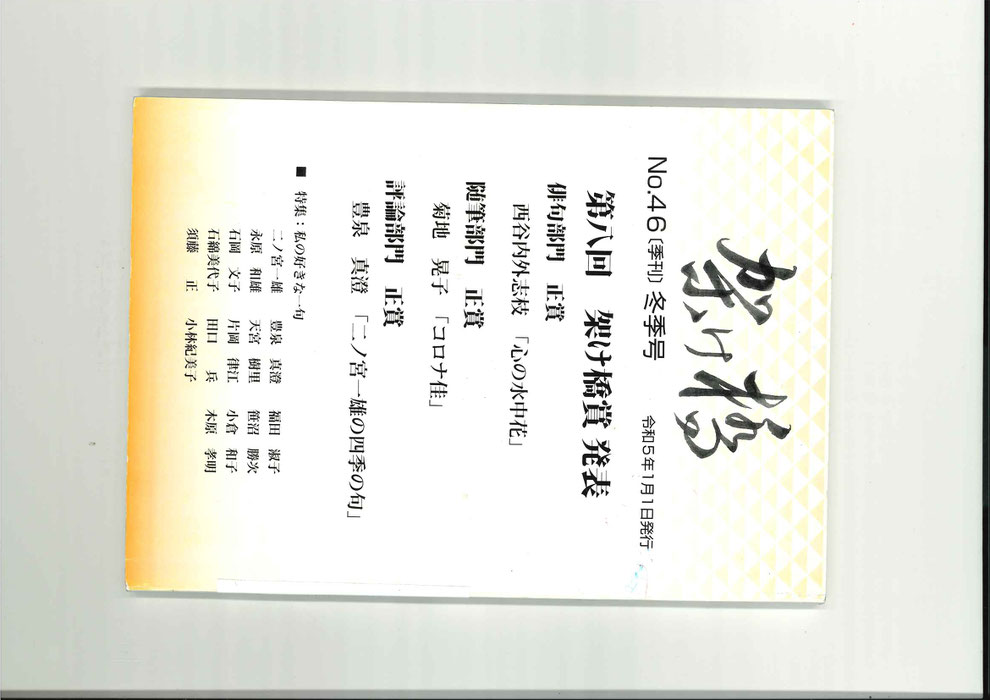 架け橋
No.46 〔季刊〕 冬季号
令和5年1月1日発行
第八回 架け橋賞 発表
俳句部門 正賞
西谷内外志枝 「心の水中花」
随筆部門 正賞
菊地 晃子 「コロナ佳」
評論部門 正賞
豊泉 真澄 「二ノ宮一雄の四季の句」
■ 特集：私の好きな一句
二ノ宮一雄 豊泉 真澄 福田 淑子
永原 和雄 天宮 樹里 笹沼 勝次
石岡 文子 片岡 律江 小倉 和子
石綿美代子 田口 兵 木原 孝明
須藤 正 小林紀美子